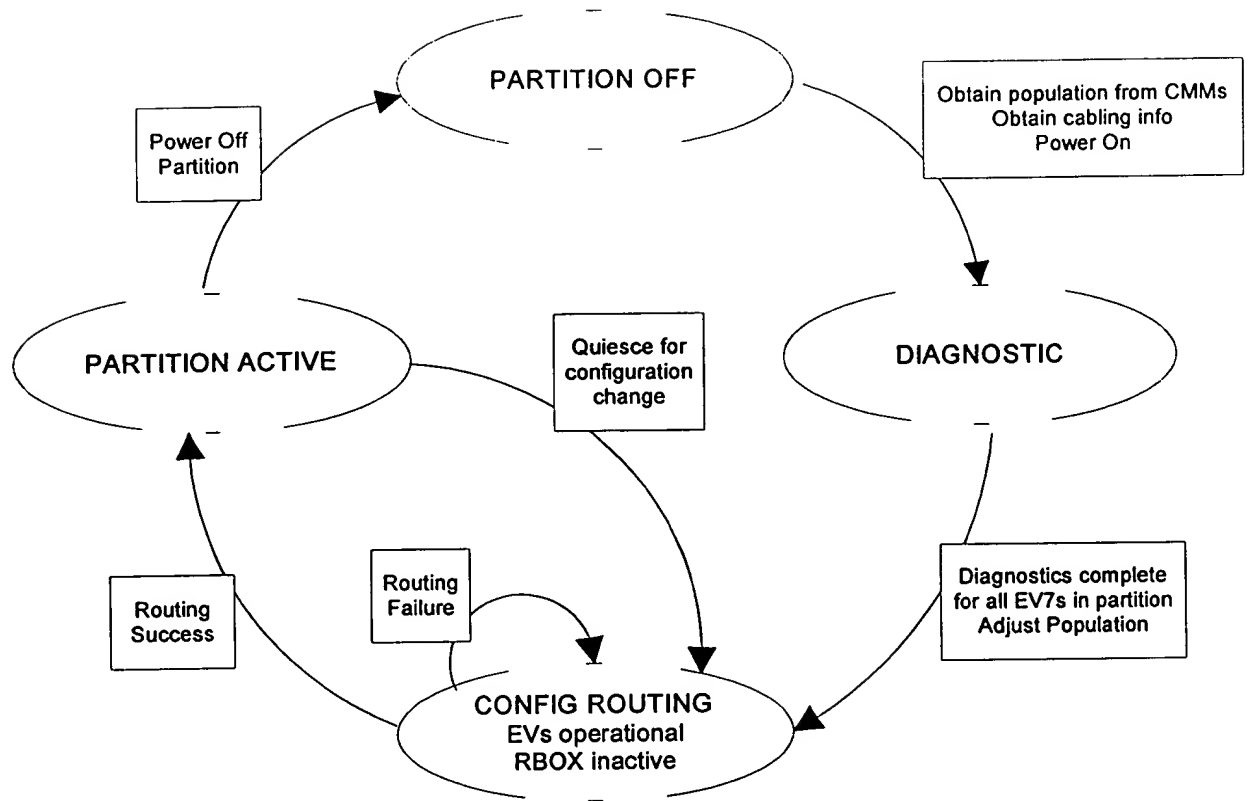 PARTITION OFF
Power Off
Partition
Obtain population from CMMs
Obtain cabling info
Power On
PARTITION ACTIVE
Quiesce for
configuration
change
DIAGNOSTIC
Routing
Success
Routing
Failure
Diagnostics complete
for all EV7s in partition
Adjust Population
CONFIG ROUTING
EVs operational
RBOX inactive